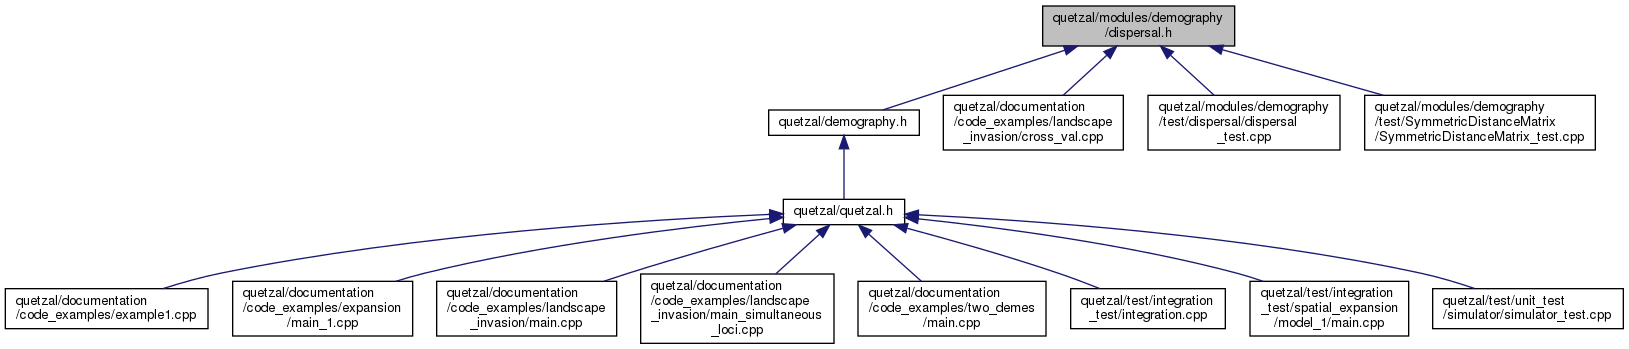 quetzal/modules/demography
/dispersal.h
quetzal/demography.h
quetzal/documentation
/code_examples/landscape
_invasion/cross_val.cpp
quetzal/modules/demography
/test/dispersal/dispersal
_test.cpp
quetzal/modules/demography
/test/SymmetricDistanceMatrix
/SymmetricDistanceMatrix_test.cpp
quetzal/quetzal.h
quetzal/documentation
/code_examples/example1.cpp
quetzal/documentation
/code_examples/expansion
/main_1.cpp
quetzal/documentation
/code_examples/landscape
_invasion/main.cpp
quetzal/documentation
/code_examples/landscape
_invasion/main_simultaneous
_loci.cpp
quetzal/documentation
/code_examples/two_demes
/main.cpp
quetzal/test/integration
_test/integration.cpp
quetzal/test/integration
_test/spatial_expansion
/model_1/main.cpp
quetzal/test/unit_test
/simulator/simulator_test.cpp